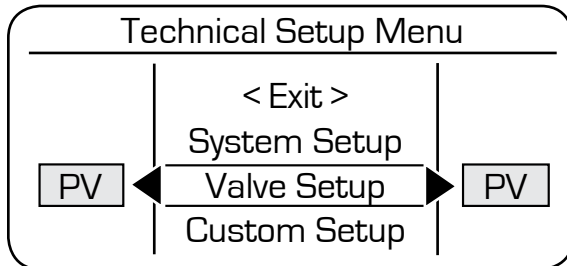 Technical Setup Menu
< Exit >
System Setup
PV Valve Setup PV
Custom Setup